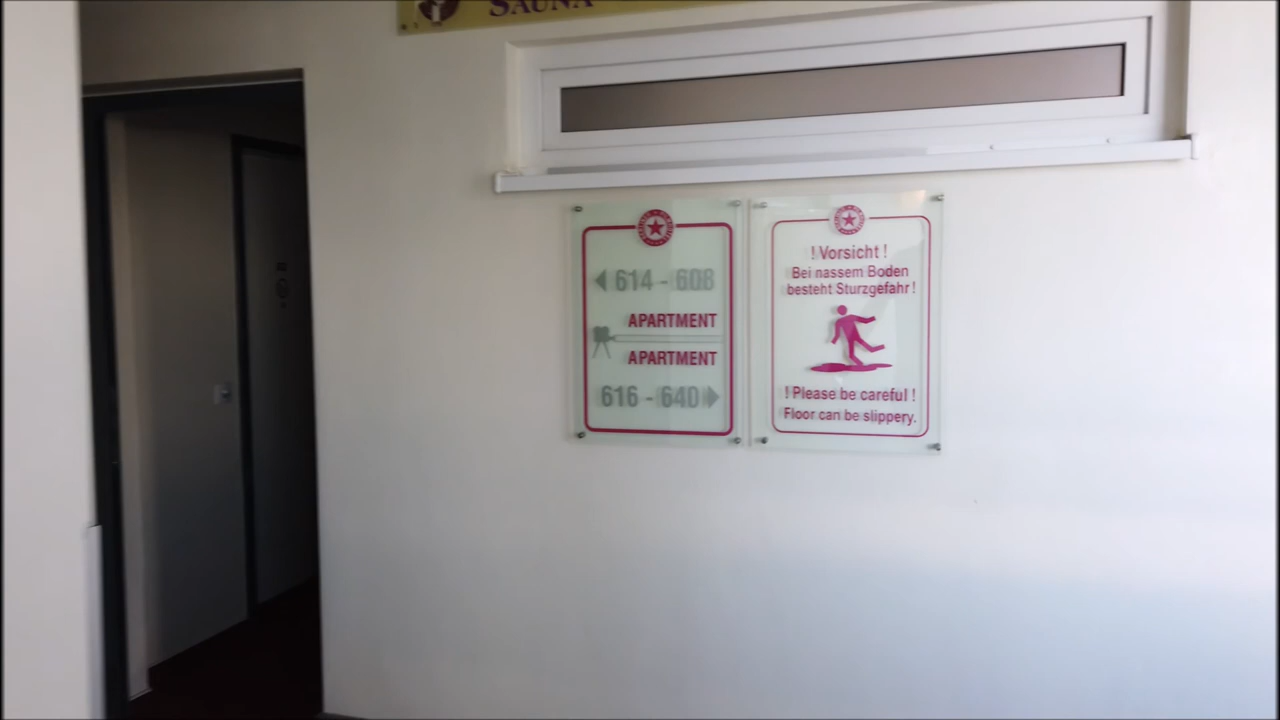 SAUNA
614 - 608
APARTMENT
APARTMENT
616 - 640
! Vorsicht !
Bei nassem Boden
besteht Sturzgefahr !
! Please be careful !
Floor can be slippery.